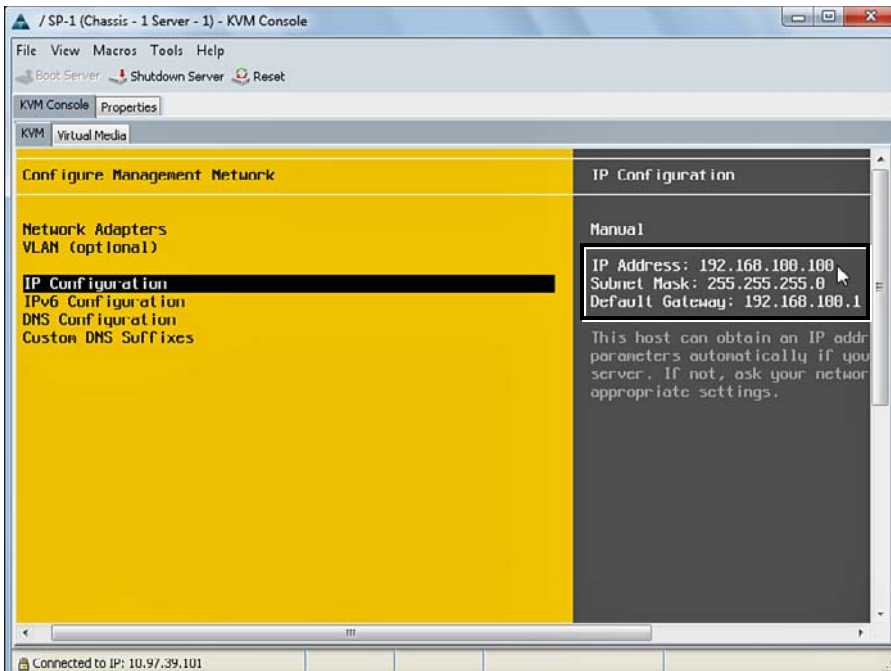 / SP-1 (Chassis - 1 Server - 1) - KVM Console
File View Macros Tools Help
Boot Server Shutdown Server Reset
KVM Console Properties
KVM Virtual Media
Configure Management Network
Network Adapters
VLAN (optional)
IP Configuration
IPv6 Configuration
DNS Configuration
Custom DNS Suffixes
IP Configuration
Manual
IP Address: 192.168.100.100
Subnet Mask: 255.255.255.0
Default Gateway: 192.168.100.1
This host can obtain an IP addr
parameters automatically if you
server. If not, ask your networ
appropriate settings.
Connected to IP: 10.97.39.101